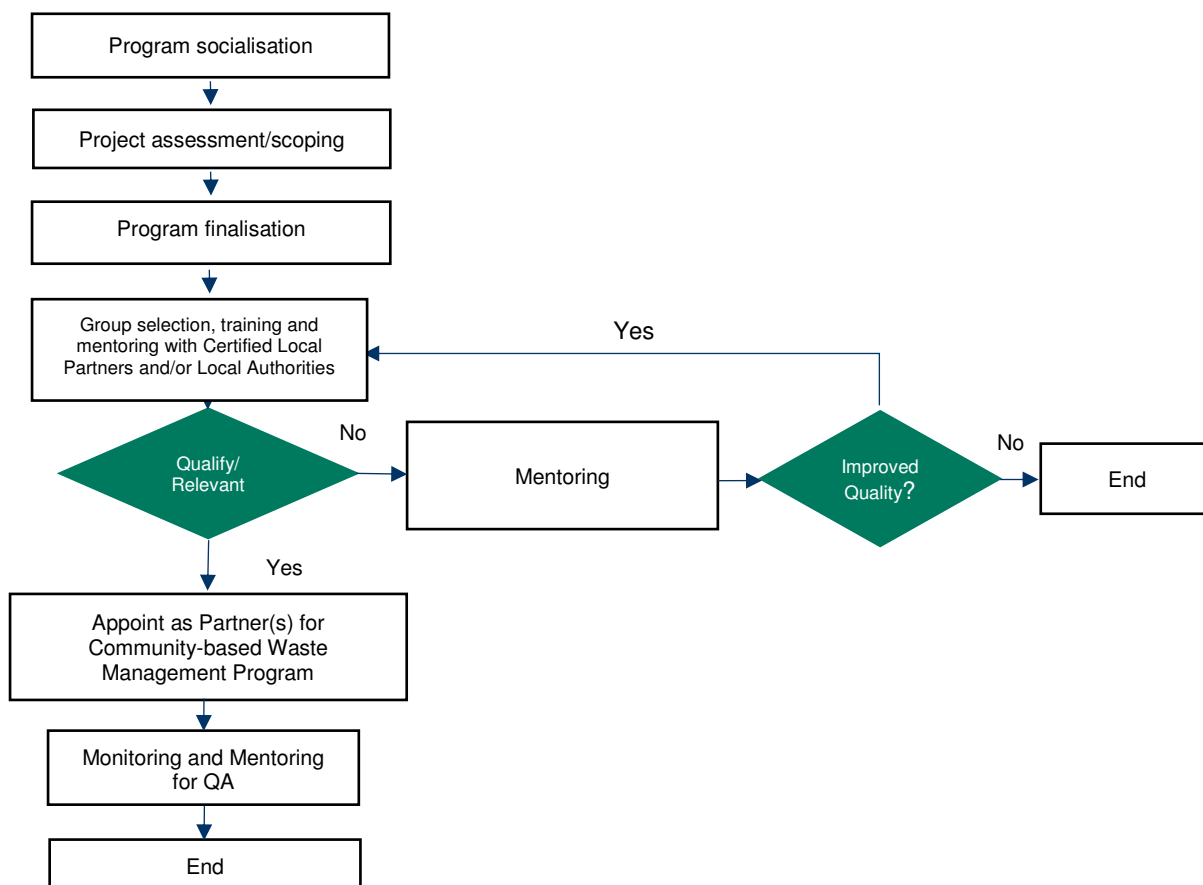 Program socialisation
Project assessment/scoping
Program finalisation
Group selection, training and
mentoring with Certified Local
Partners and/or Local Authorities
Yes
Qualify/
Relevant
No
Mentoring
Improved
Quality?
No
End
Yes
Appoint as Partner(s) for
Community-based Waste
Management Program
Monitoring and Mentoring
for QA
End